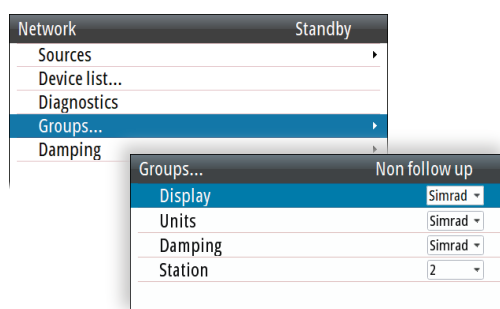 Network Standby
Sources
Device list...
Diagnostics
Groups...
Damping
Groups... Non follow up
Display Simrad
Units Simrad
Damping Simrad
Station 2